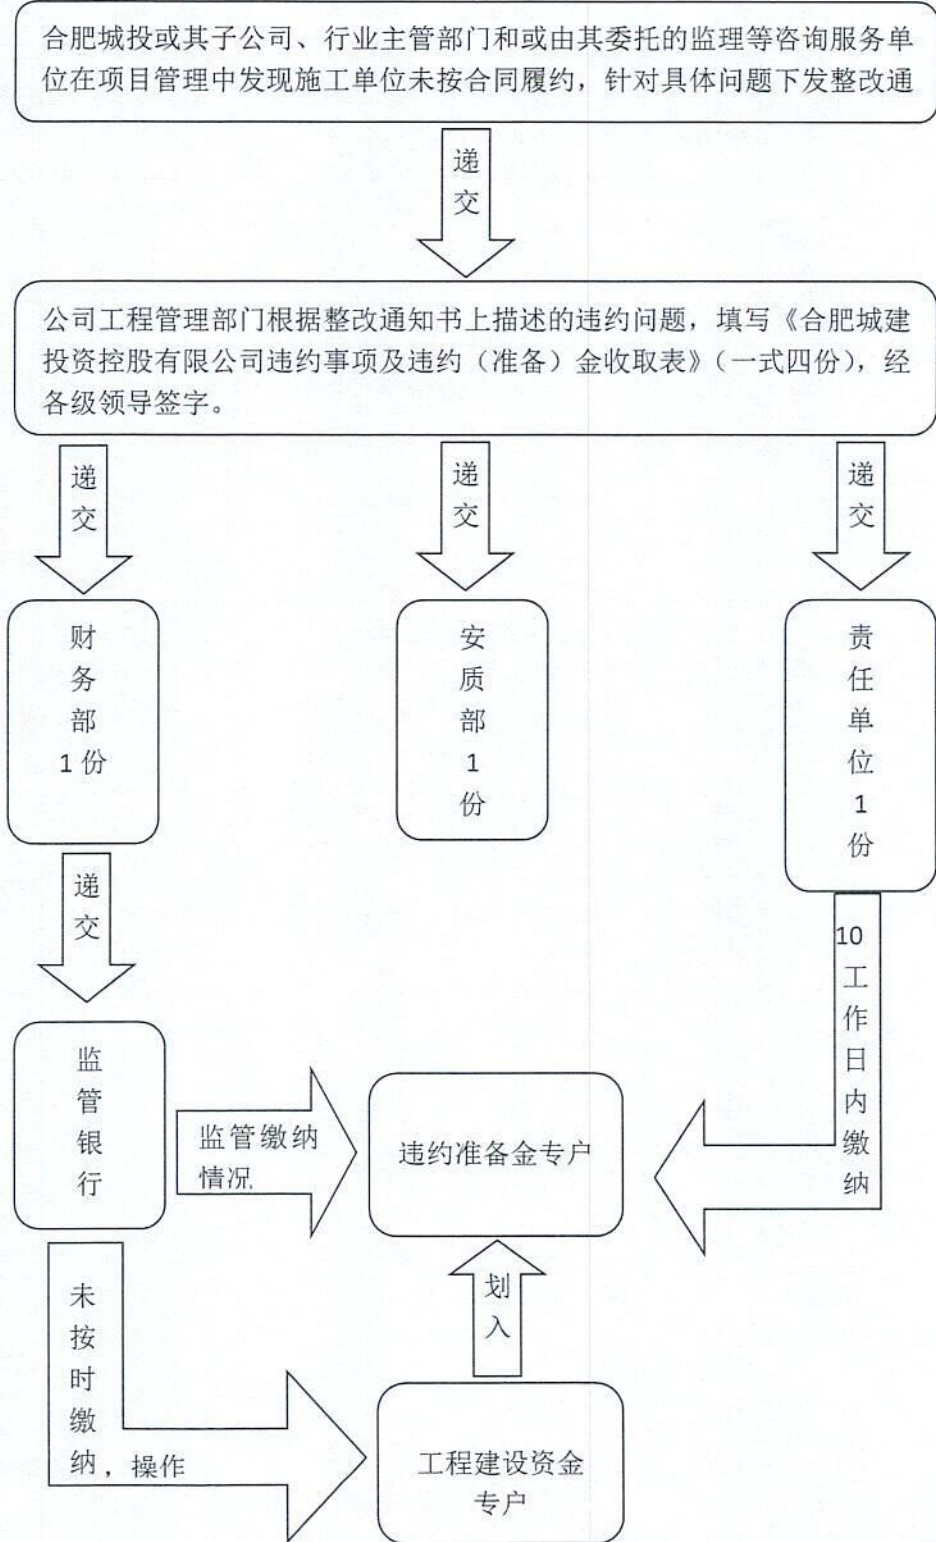 合肥城投或其子公司、行业主管部门和或由其委托的监理等咨询服务单
位在项目管理中发现施工单位未按合同履约，针对具体问题下发整改通
递
交
公司工程管理部门根据整改通知书上描述的违约问题，填写《合肥城建
投资控股有限公司违约事项及违约（准备）金收取表》（一式四份），经
各级领导签字。
递
交
递
交
递
交
财
务
部
1 份
安
质
部
1
份
责
任
单
位
1
份
递
交
10
工
作
日
内
缴
纳
监
管
银
行
监管缴纳
情况
违约准备金专户
划
入
未
按
时
缴
纳，操作
工程建设资金
专户